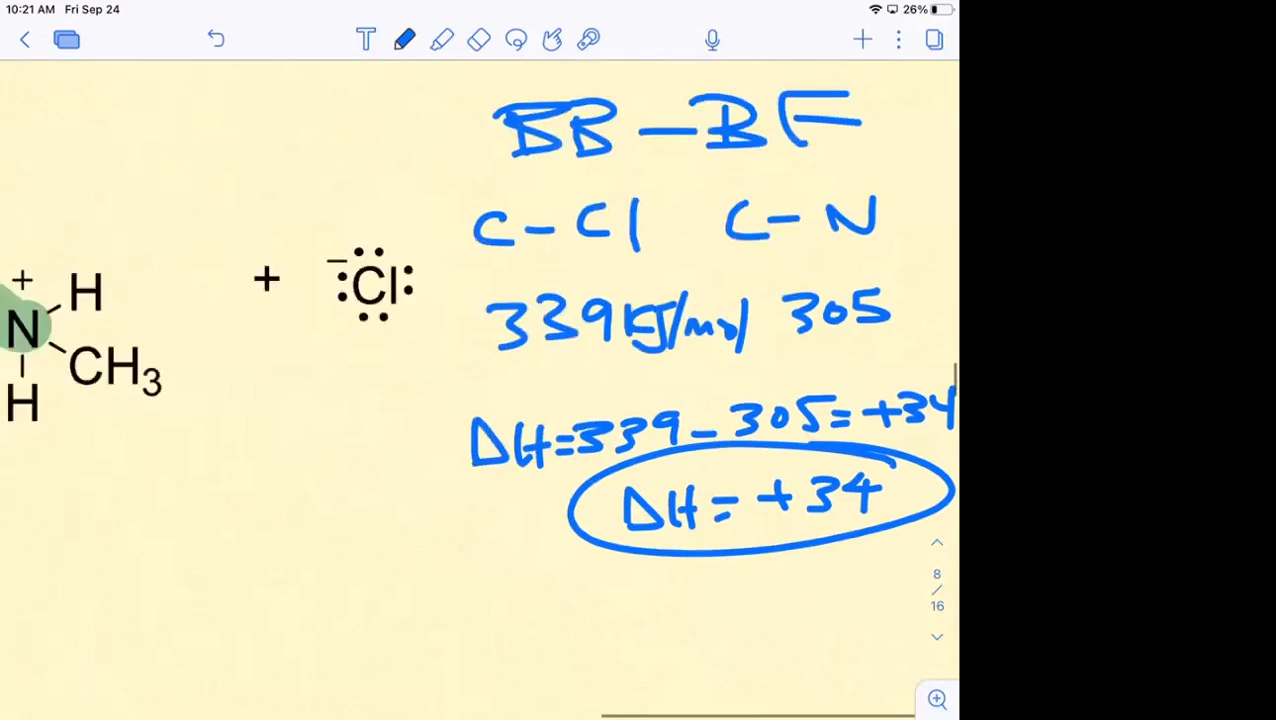 10:21 AM Fri Sep 24 26%
T
BB - BF
C - Cl C - N
+ H + − Cl
N 339 kJ/mol 305
CH3
H ΔH = 339 - 305 = +34
ΔH = +34
8
/
16